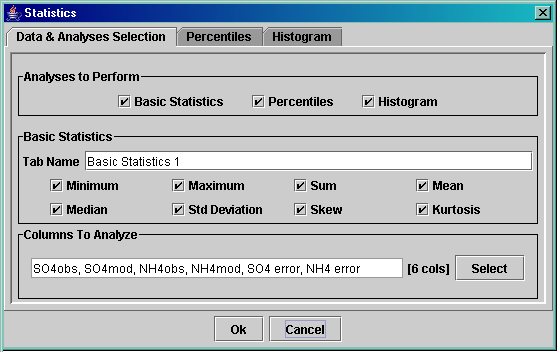 Statistics
Data & Analyses Selection Percentiles Histogram
Analyses to Perform
Basic Statistics Percentiles Histogram
Basic Statistics
Tab Name Basic Statistics 1
Minimum Maximum Sum Mean
Median Std Deviation Skew Kurtosis
Columns To Analyze
SO4obs, SO4mod, NH4obs, NH4mod, SO4 error, NH4 error [6 cols] Select
Ok Cancel